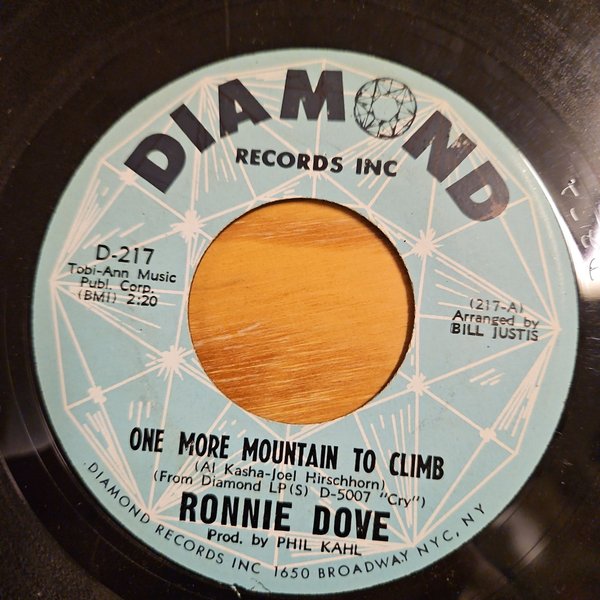 DIAMOND
RECORDS INC
D-217
Tobi-Ann Music
Publ. Corp.
(BMI) 2:20
(217-A)
Arranged by
BILL JUSTIS
ONE MORE MOUNTAIN TO CLIMB
(Al Kasha-Joel Hirschhorn)
(From Diamond LP(S) D-5007 "Cry")
RONNIE DOVE
Prod. by PHIL KAHL
DIAMOND RECORDS INC 1650 BROADWAY NYC, NY